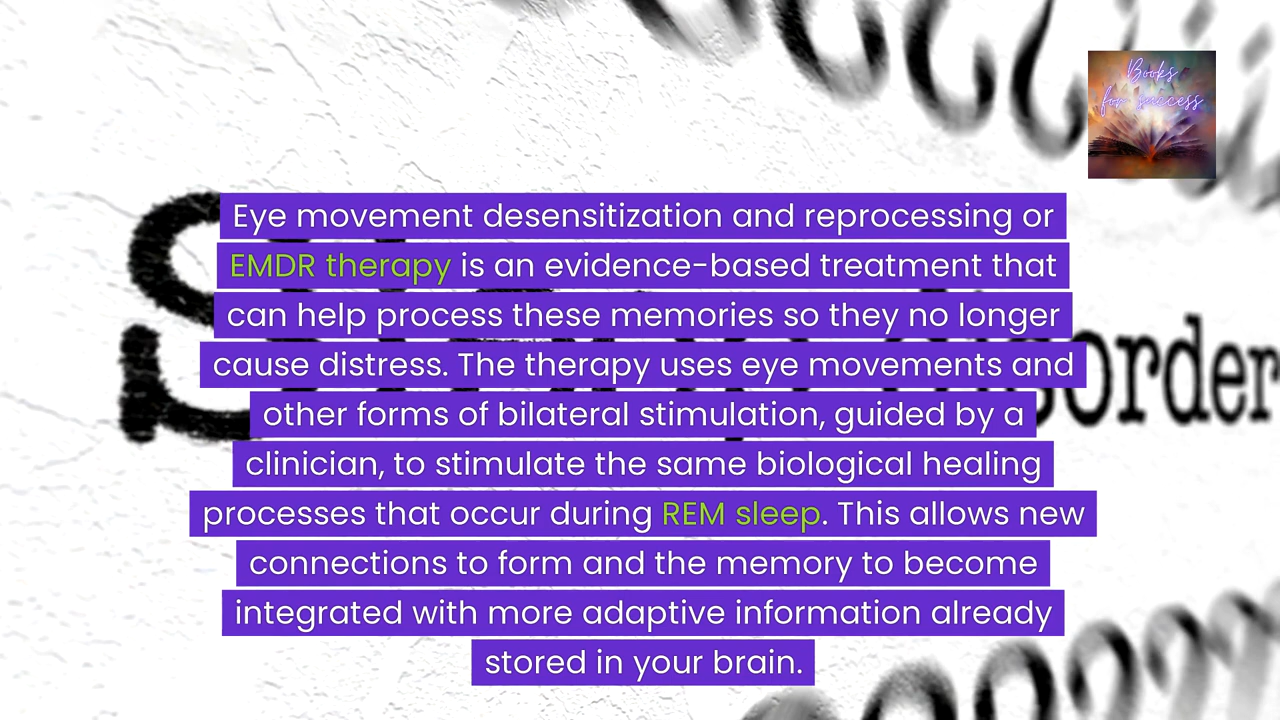 Books
for success
Eye movement desensitization and reprocessing or
EMDR therapy is an evidence-based treatment that
can help process these memories so they no longer
cause distress. The therapy uses eye movements and
other forms of bilateral stimulation, guided by a
clinician, to stimulate the same biological healing
processes that occur during REM sleep. This allows new
connections to form and the memory to become
integrated with more adaptive information already
stored in your brain.